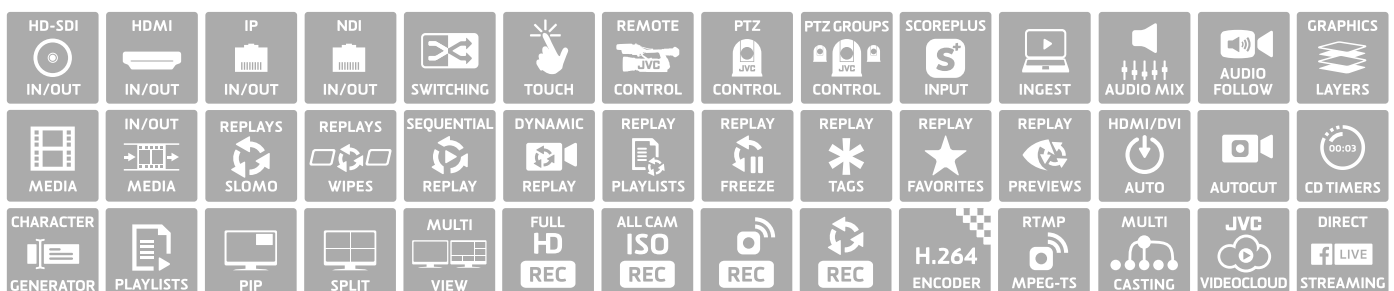 HD-SDI
IN/OUT
HDMI
IN/OUT
IP
IN/OUT
NDI
IN/OUT
SWITCHING
TOUCH
REMOTE
JVC
CONTROL
PTZ
JVC
CONTROL
PTZ GROUPS
JVC
CONTROL
SCOREPLUS
S+
INPUT
INGEST
AUDIO MIX
AUDIO
FOLLOW
GRAPHICS
LAYERS
MEDIA
IN/OUT
MEDIA
REPLAYS
SLOMO
REPLAYS
WIPES
SEQUENTIAL
REPLAY
DYNAMIC
REPLAY
REPLAY
PLAYLISTS
REPLAY
FREEZE
REPLAY
TAGS
REPLAY
FAVORITES
REPLAY
PREVIEWS
HDMI/DVI
AUTO
AUTOCUT
00:03
CD TIMERS
CHARACTER
GENERATOR
PLAYLISTS
PIP
SPLIT
MULTI
VIEW
FULL
HD
REC
ALL CAM
ISO
REC
REC
REC
H.264
ENCODER
RTMP
MPEG-TS
MULTI
CASTING
JVC
VIDEOCLOUD
DIRECT
f LIVE
STREAMING